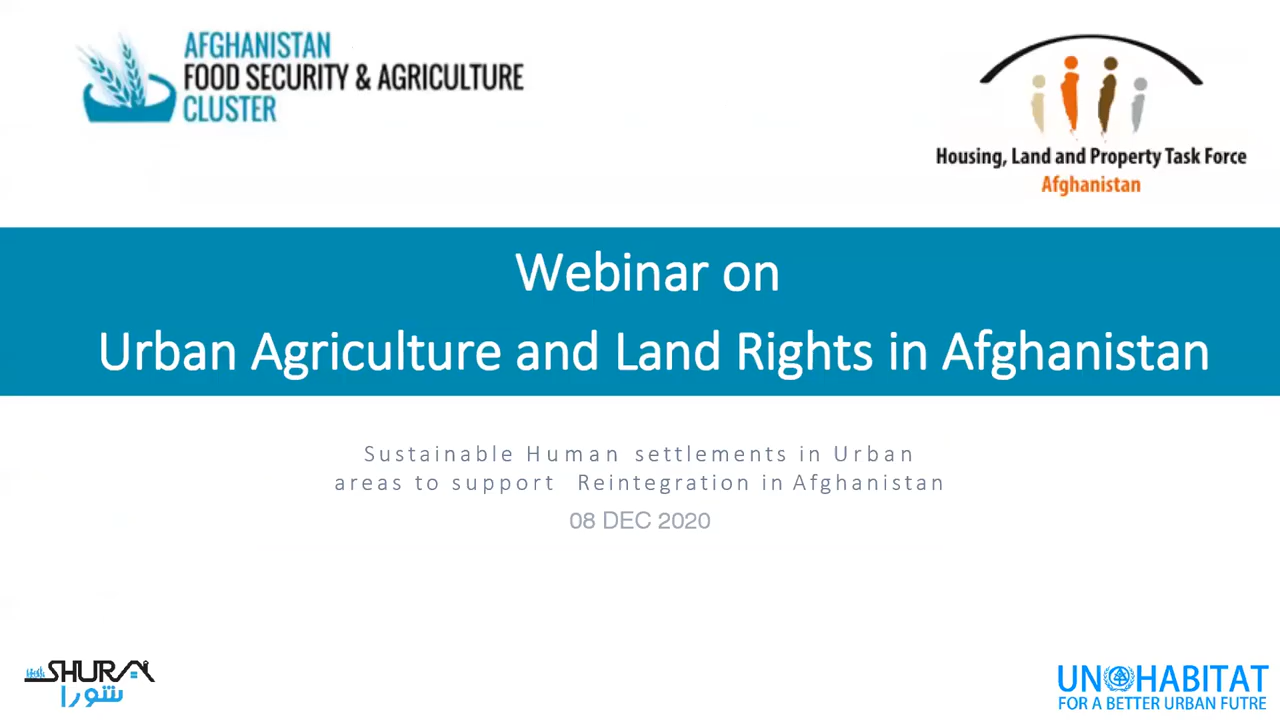 AFGHANISTAN
FOOD SECURITY & AGRICULTURE
CLUSTER
Housing, Land and Property Task Force
Afghanistan
Webinar on
Urban Agriculture and Land Rights in Afghanistan
Sustainable Human settlements in Urban
areas to support Reintegration in Afghanistan
08 DEC 2020
SHURA
شورا
UN HABITAT
FOR A BETTER URBAN FUTRE